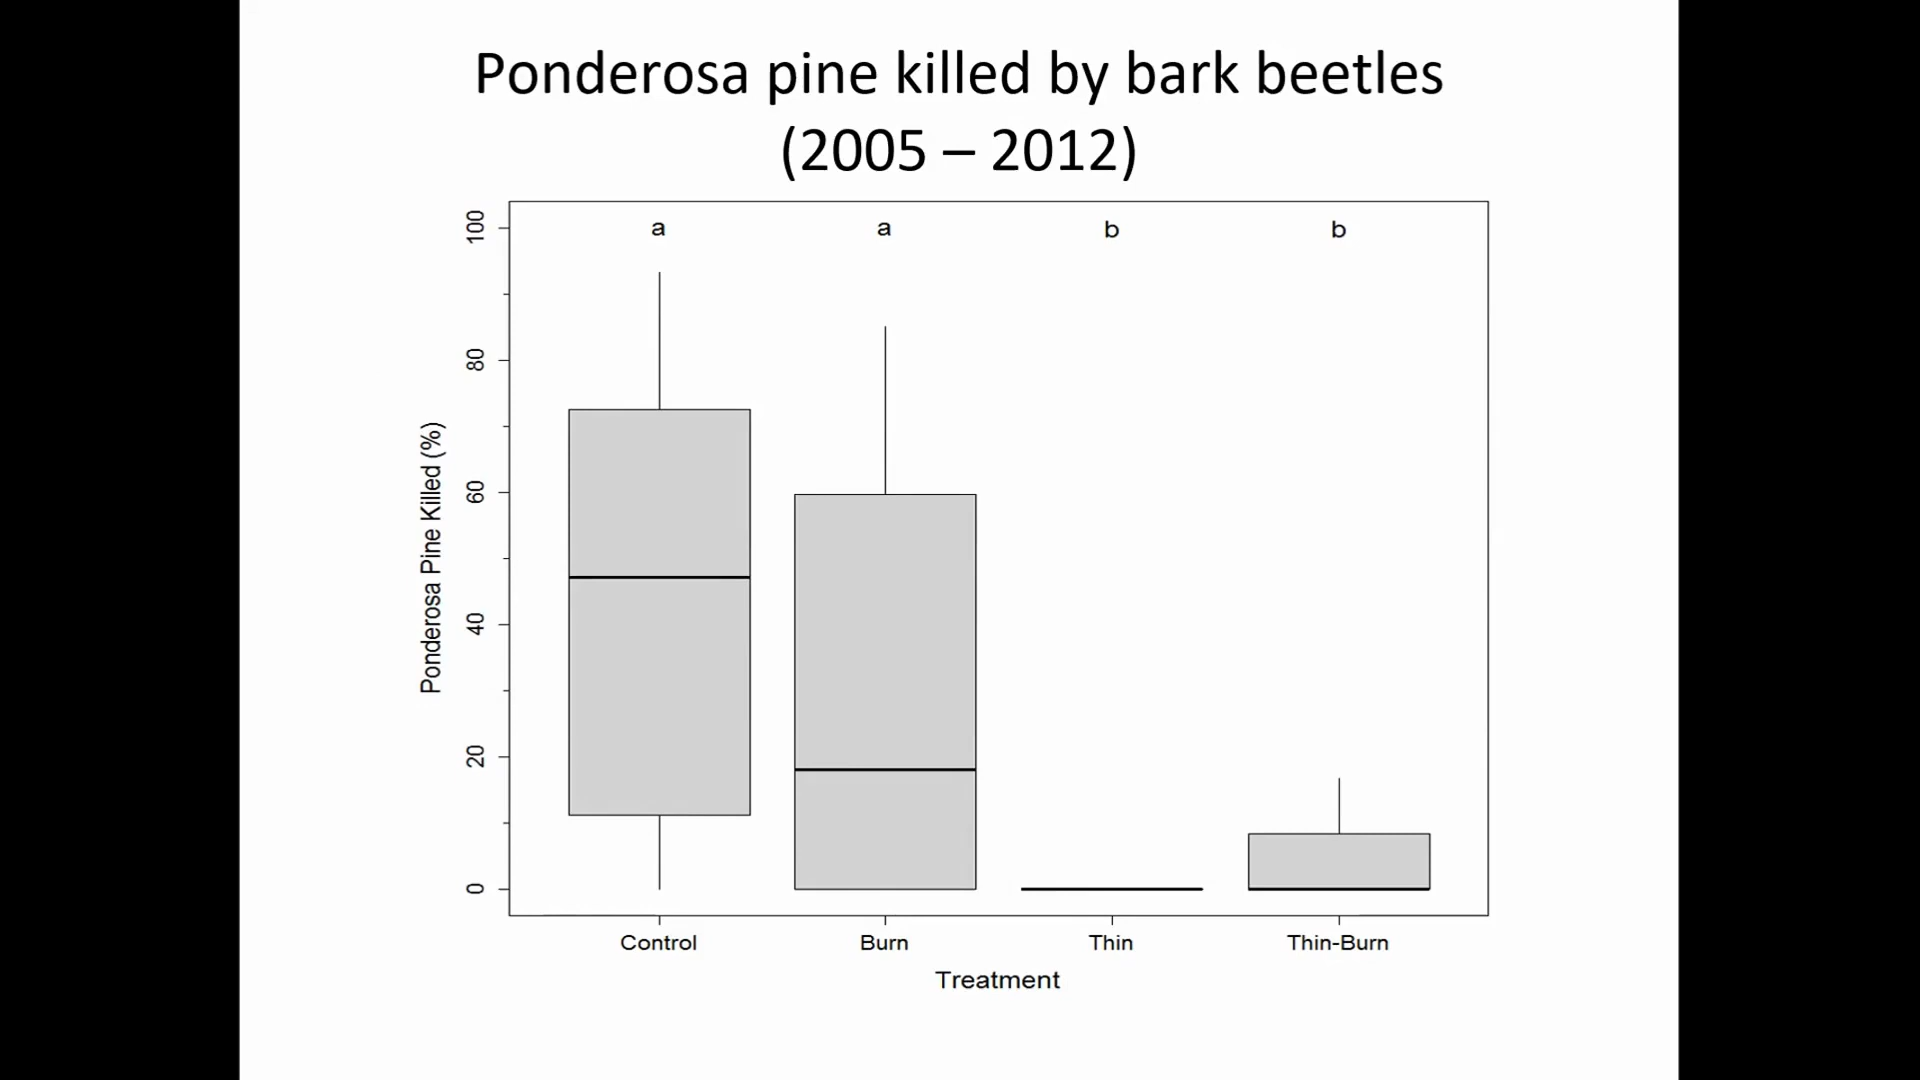 Ponderosa pine killed by bark beetles
(2005 – 2012)
a a b b
Ponderosa Pine Killed (%)
100
80
60
40
20
0
Control Burn Thin Thin-Burn
Treatment